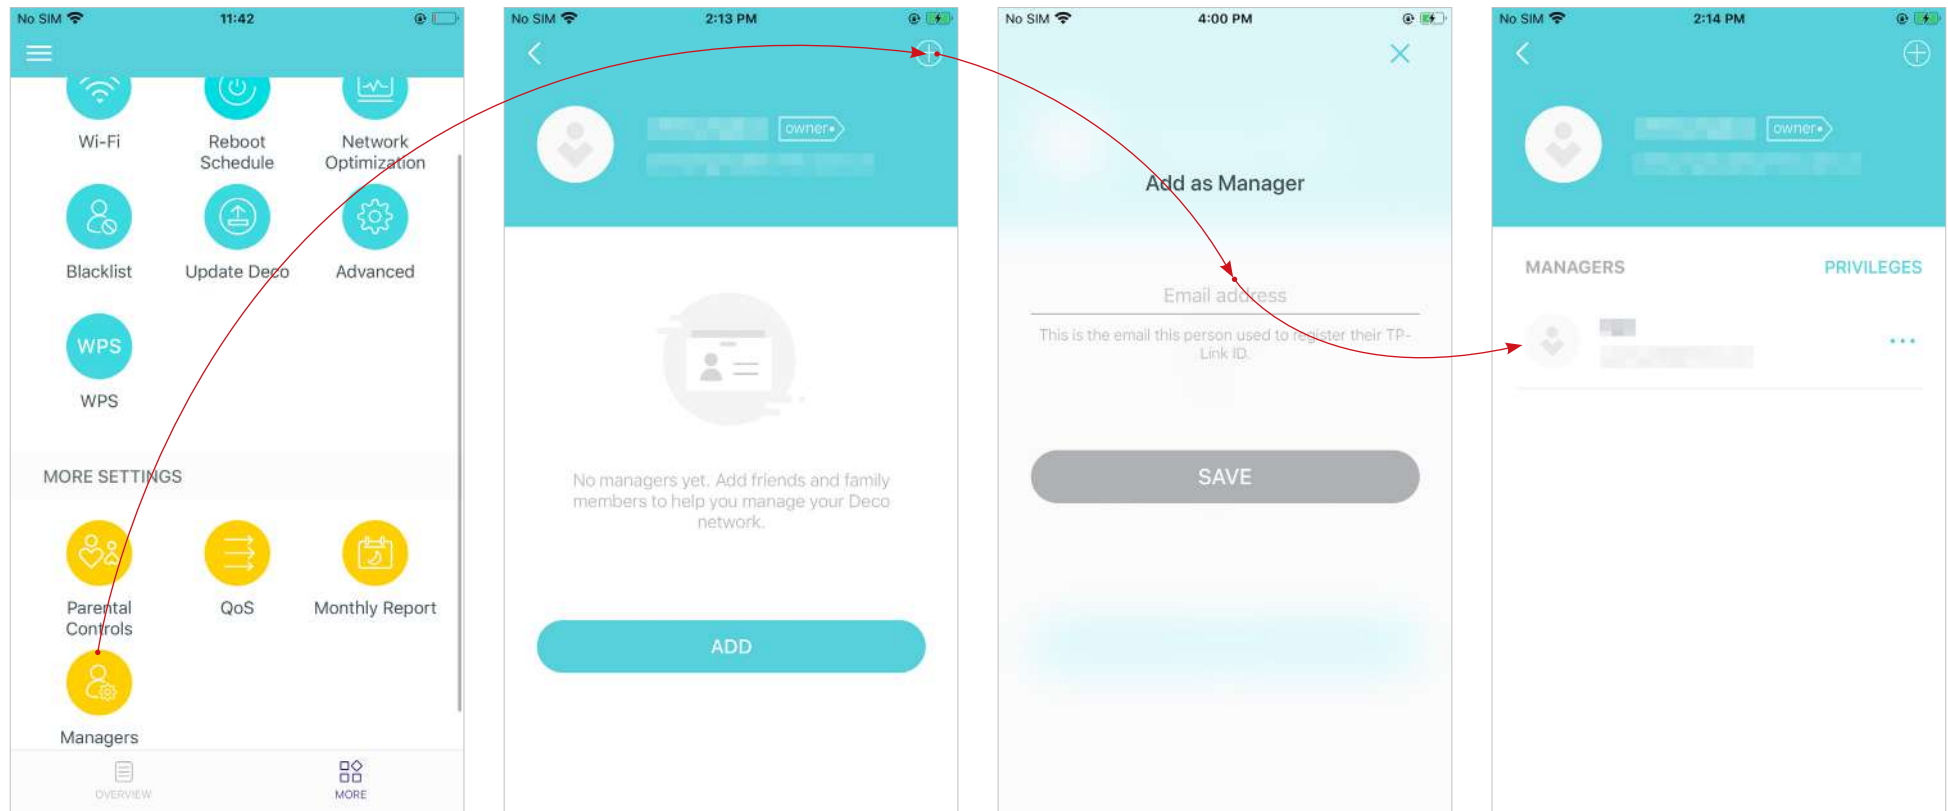 No SIM 11:42
Wi-Fi
Reboot
Schedule
Network
Optimization
Blacklist
Update Deco
Advanced
WPS
WPS
MORE SETTINGS
Parental
Controls
QoS
Monthly Report
Managers
OVERVIEW
MORE
No SIM 2:13 PM
owner
No managers yet. Add friends and family
members to help you manage your Deco
network.
ADD
No SIM 4:00 PM
Add as Manager
Email address
This is the email this person used to register their TP-
Link ID.
SAVE
No SIM 2:14 PM
owner
MANAGERS PRIVILEGES